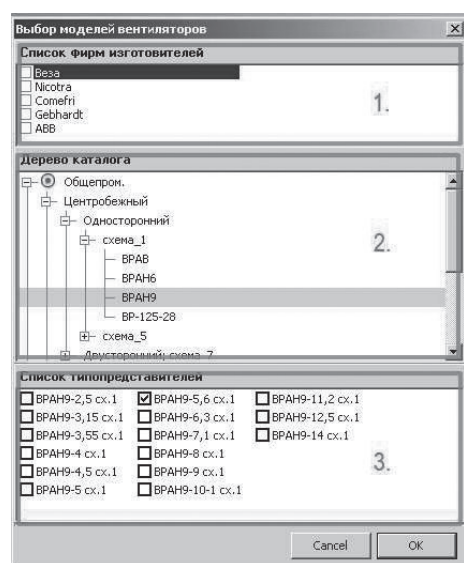 Выбор моделей вентиляторов
Список фирм изготовителей
Веза
Nicotra
Comefri
Gebhardt
ABB
1.
Дерево каталога
Общепром.
Центробежный
Односторонний
схема_1
ВРАВ
ВРАН6
ВРАН9
ВР-125-28
схема_5
Двусторонний; схема_7
2.
Список типопредставителей
ВРАН9-2,5 сх.1 ВРАН9-5,6 сх.1 ВРАН9-11,2 сх.1
ВРАН9-3,15 сх.1 ВРАН9-6,3 сх.1 ВРАН9-12,5 сх.1
ВРАН9-3,55 сх.1 ВРАН9-7,1 сх.1 ВРАН9-14 сх.1
ВРАН9-4 сх.1 ВРАН9-8 сх.1
ВРАН9-4,5 сх.1 ВРАН9-9 сх.1
ВРАН9-5 сх.1 ВРАН9-10-1 сх.1
3.
Cancel OK